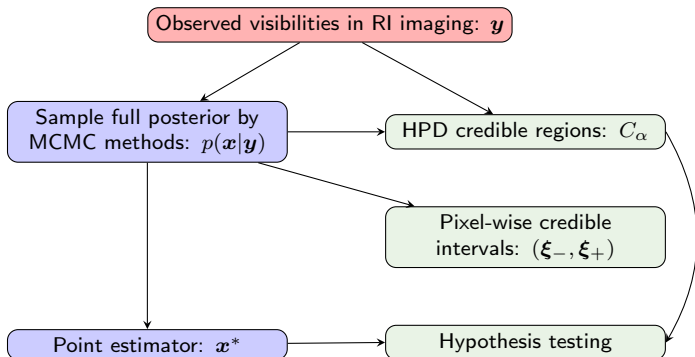 Observed visibilities in RI imaging: y
Sample full posterior by
MCMC methods: p(x|y)
HPD credible regions: Cα
Pixel-wise credible
intervals: (ξ−, ξ+)
Point estimator: x*
Hypothesis testing